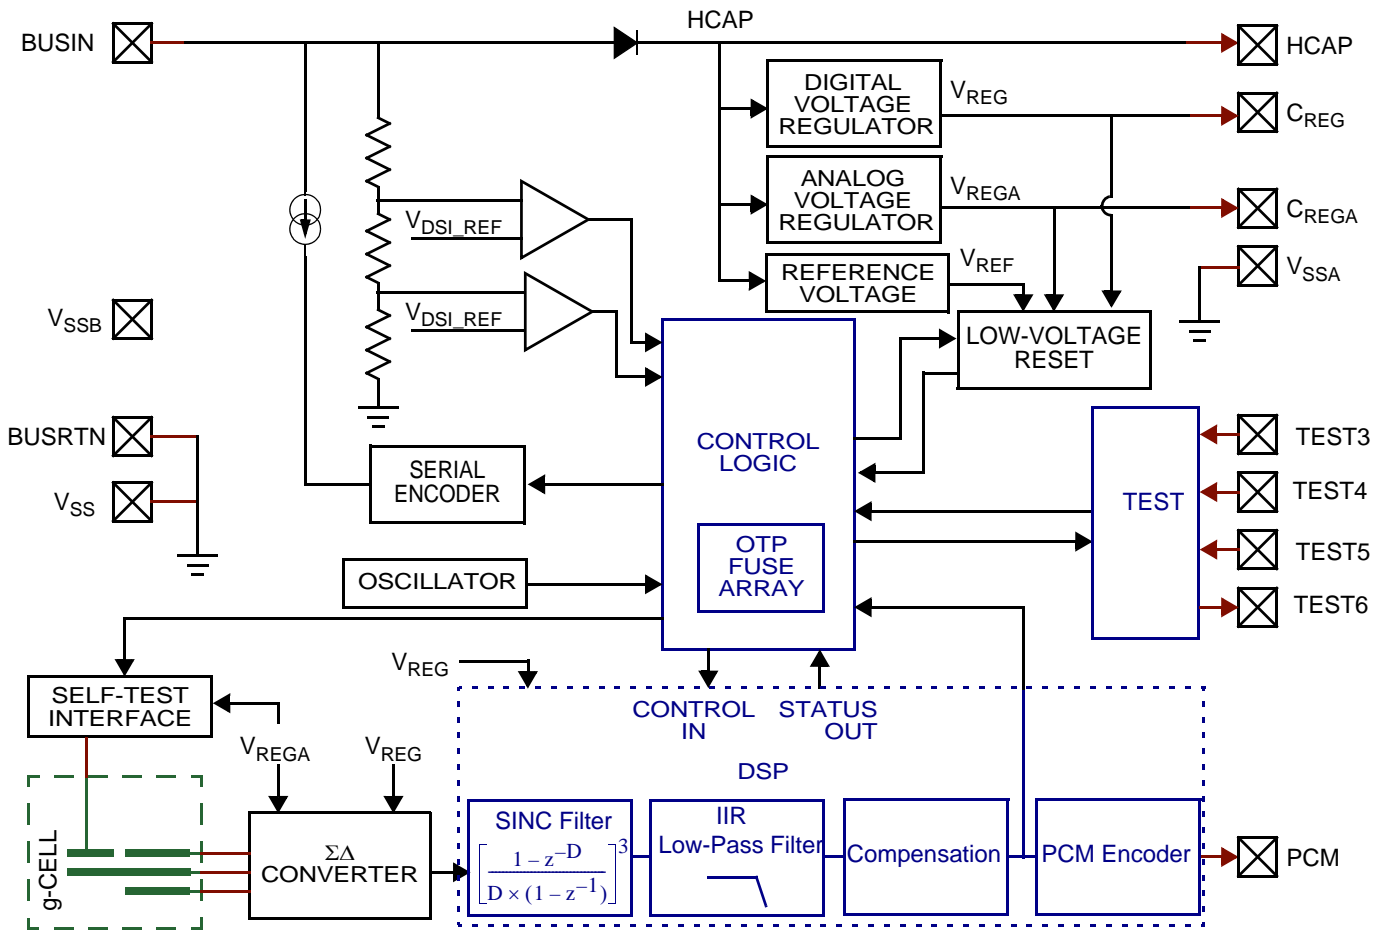 HCAP
BUSIN
HCAP
DIGITAL
VOLTAGE
REGULATOR
VREG
CREG
ANALOG
VOLTAGE
REGULATOR
VREGA
CREGA
VDSI_REF
REFERENCE
VOLTAGE
VREF
VSSA
VSSB
VDSI_REF
LOW-VOLTAGE
RESET
BUSRTN
VSS
SERIAL
ENCODER
CONTROL
LOGIC
OTP
FUSE
ARRAY
TEST
TEST3
TEST4
TEST5
TEST6
OSCILLATOR
SELF-TEST
INTERFACE
VREG
CONTROL
IN
STATUS
OUT
VREGA
VREG
DSP
g-CELL
ΣΔ
CONVERTER
SINC Filter
[(1 – z^–D) / (D × (1 – z^–1))]^3
IIR
Low-Pass Filter
Compensation
PCM Encoder
PCM